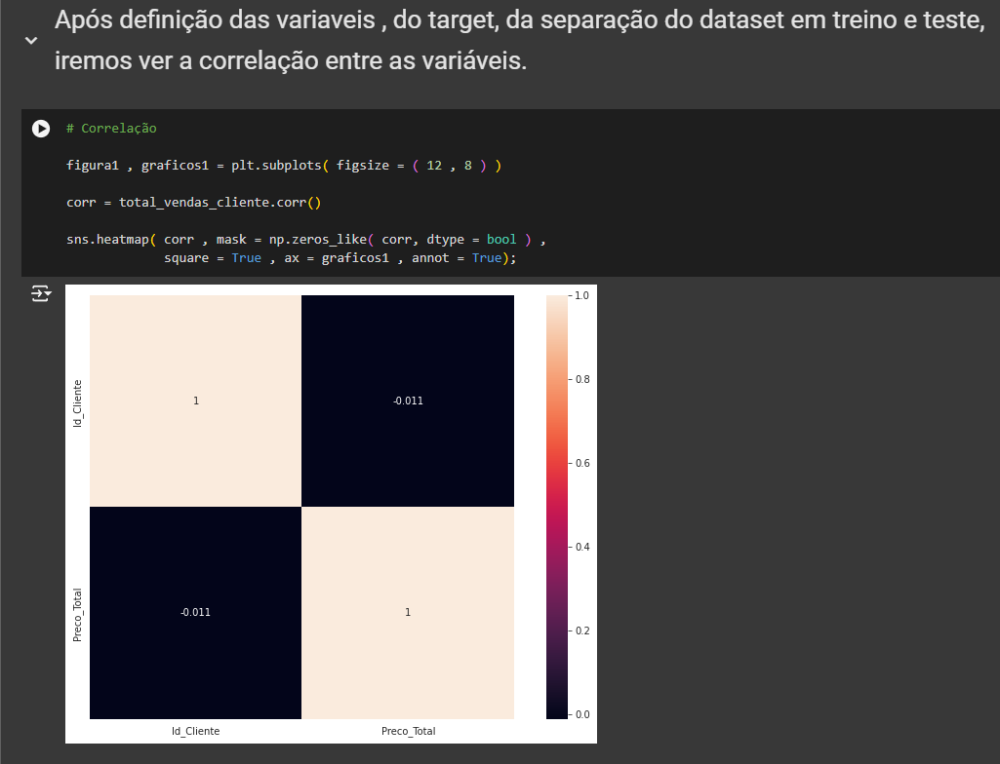 Após definição das variaveis , do target, da separação do dataset em treino e teste,
iremos ver a correlação entre as variáveis.
# Correlação
figura1 , graficos1 = plt.subplots( figsize = ( 12 , 8 ) )
corr = total_vendas_cliente.corr()
sns.heatmap( corr , mask = np.zeros_like( corr, dtype = bool ) ,
square = True , ax = graficos1 , annot = True);
Id_Cliente
1
-0.011
Preco_Total
-0.011
1
Id_Cliente
Preco_Total
1.0
0.8
0.6
0.4
0.2
0.0